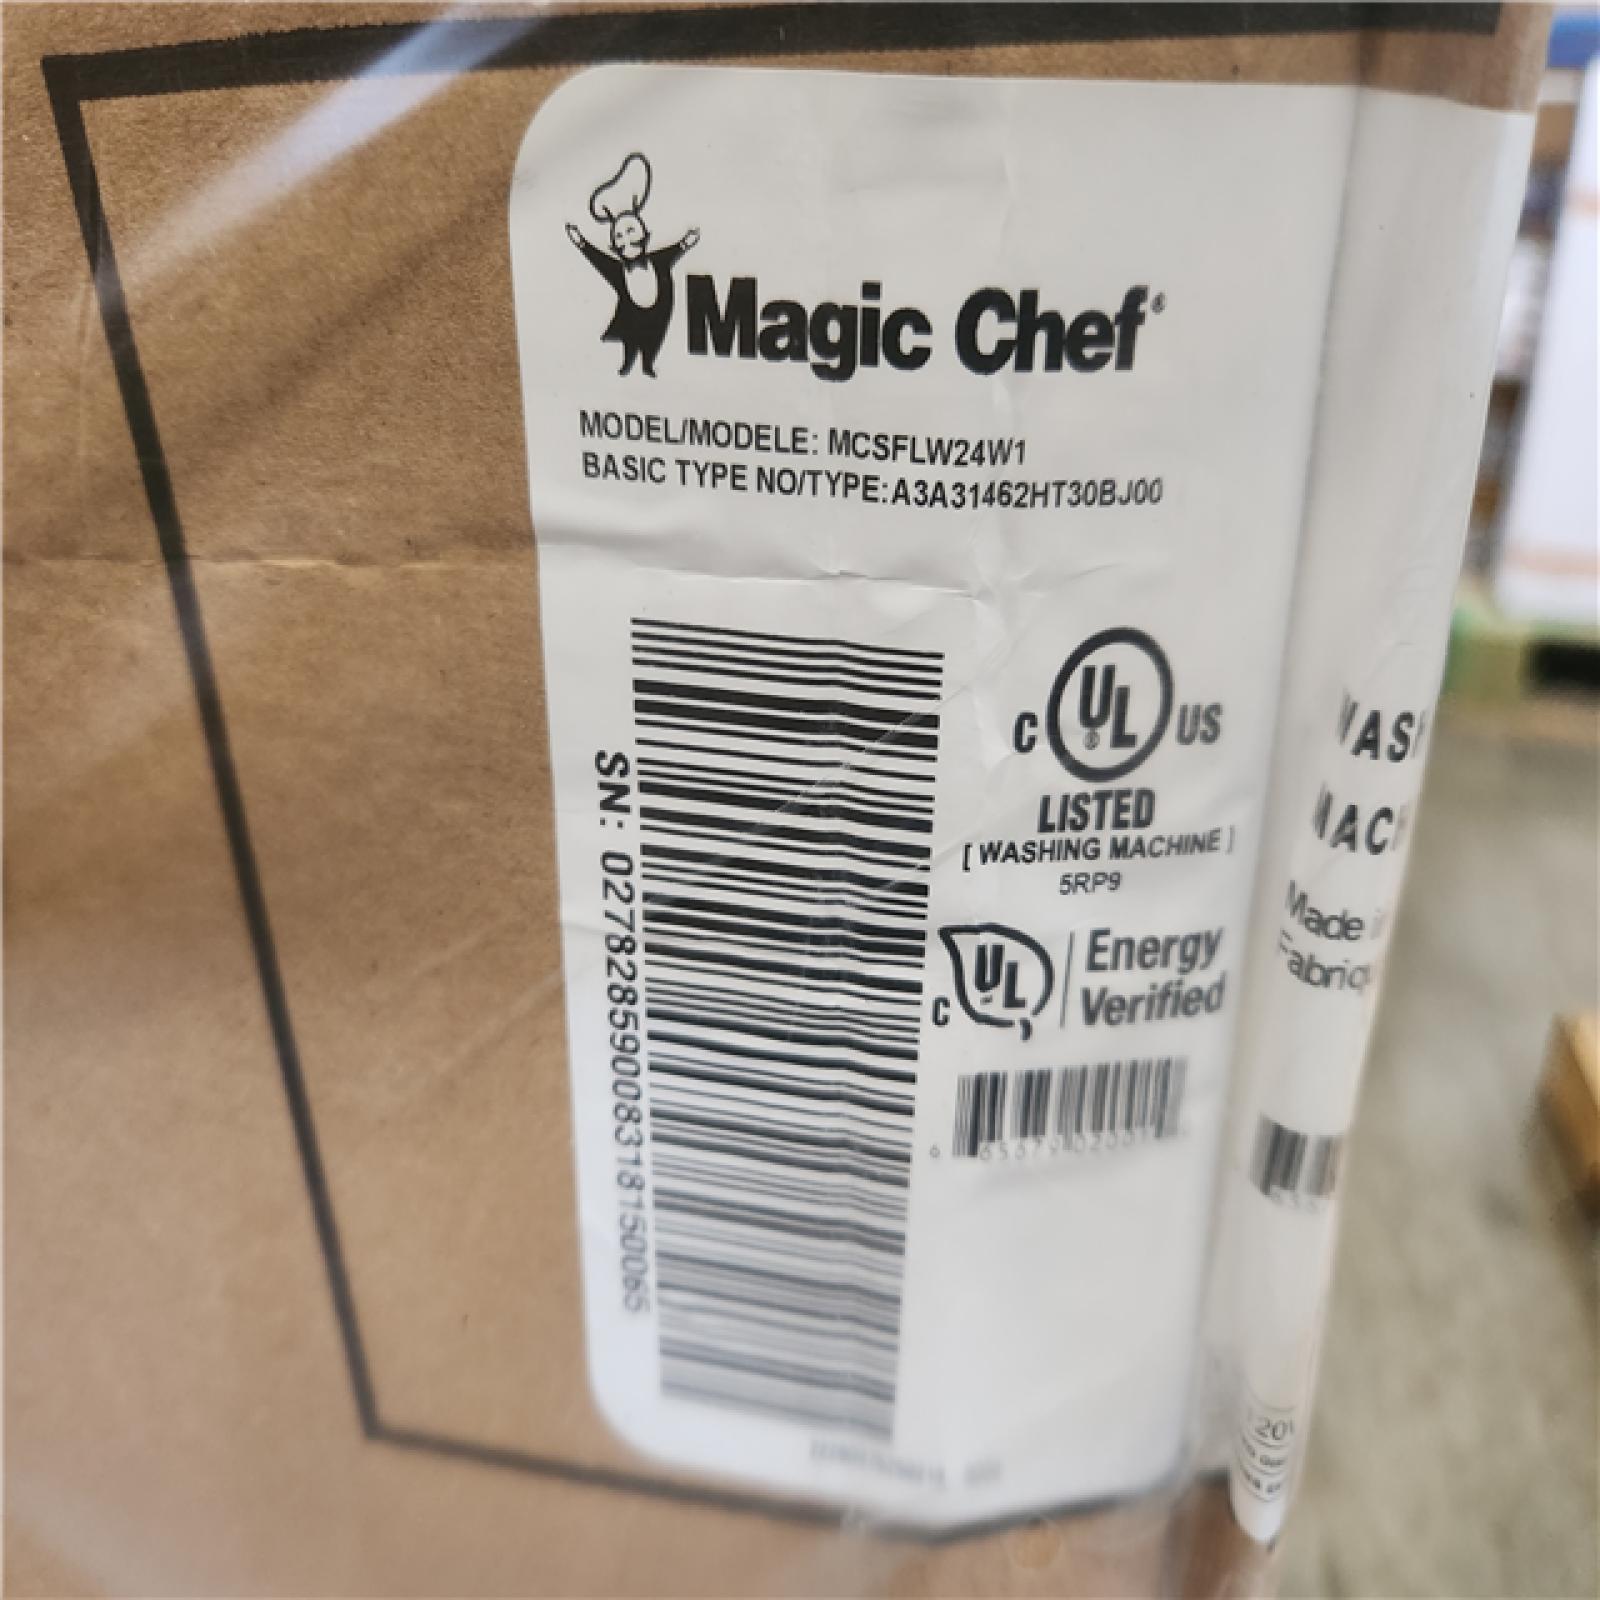 Magic Chef®
MODEL/MODELE: MCSFLW24W1
BASIC TYPE NO/TYPE:A3A31462HT30BJ00
SN: 02782859008318150065
C UL® US
LISTED
[ WASHING MACHINE ]
5RP9
C UL Energy
Verified
Made